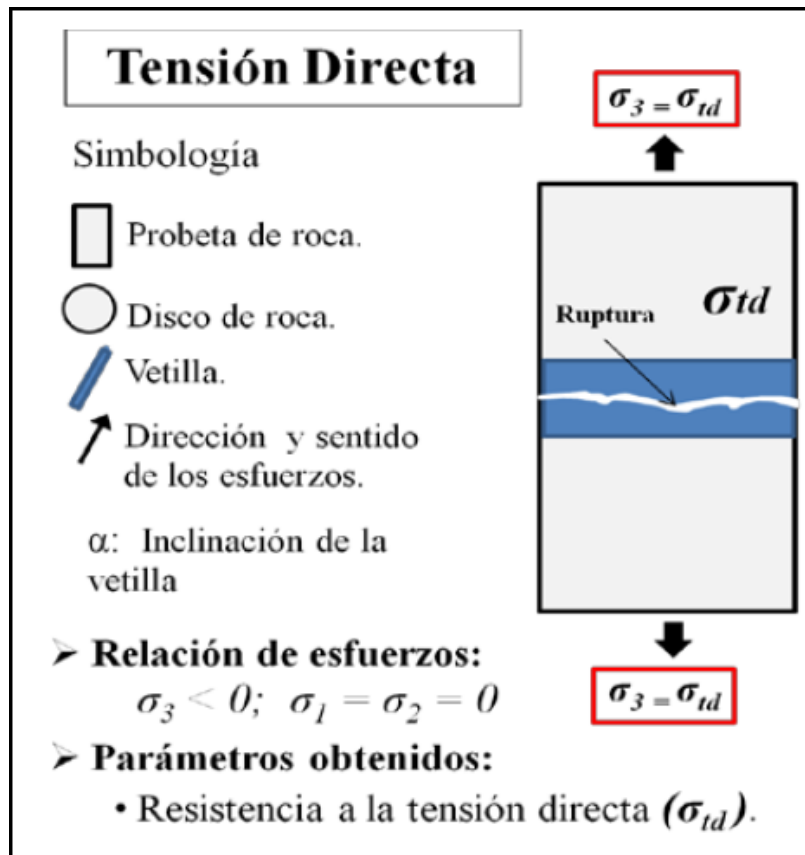 Tensión Directa
Simbología
Probeta de roca.
Disco de roca.
Vetilla.
Dirección y sentido
de los esfuerzos.
α: Inclinación de la
vetilla
➤ Relación de esfuerzos:
σ₃ < 0; σ₁ = σ₂ = 0
➤ Parámetros obtenidos:
• Resistencia a la tensión directa (σtd).
σ₃ = σtd
σtd
Ruptura
σ₃ = σtd